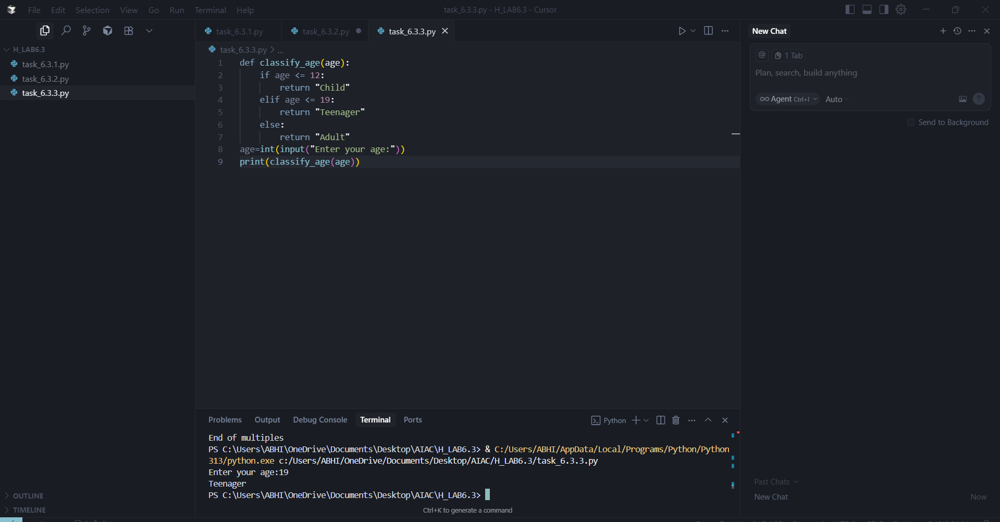 File Edit Selection View Go Run Terminal Help
task_6.3.3.py - H_LAB6.3 - Cursor
H_LAB6.3
task_6.3.1.py
task_6.3.2.py
task_6.3.3.py
OUTLINE
TIMELINE
task_6.3.1.py task_6.3.2.py task_6.3.3.py
task_6.3.3.py > ...
1 def classify_age(age):
2     if age <= 12:
3         return "Child"
4     elif age <= 19:
5         return "Teenager"
6     else:
7         return "Adult"
8 age=int(input("Enter your age:"))
9 print(classify_age(age))
Problems Output Debug Console Terminal Ports
Python
End of multiples
PS C:\Users\ABHI\OneDrive\Documents\Desktop\AIAC\H_LAB6.3> & C:/Users/ABHI/AppData/Local/Programs/Python/Python
313/python.exe c:/Users/ABHI/OneDrive/Documents/Desktop/AIAC/H_LAB6.3/task_6.3.3.py
Enter your age:19
Teenager
PS C:\Users\ABHI\OneDrive\Documents\Desktop\AIAC\H_LAB6.3>
Ctrl+K to generate a command
New Chat
@ 1 Tab
Plan, search, build anything
Agent Ctrl+I Auto
Send to Background
Past Chats
New Chat Now